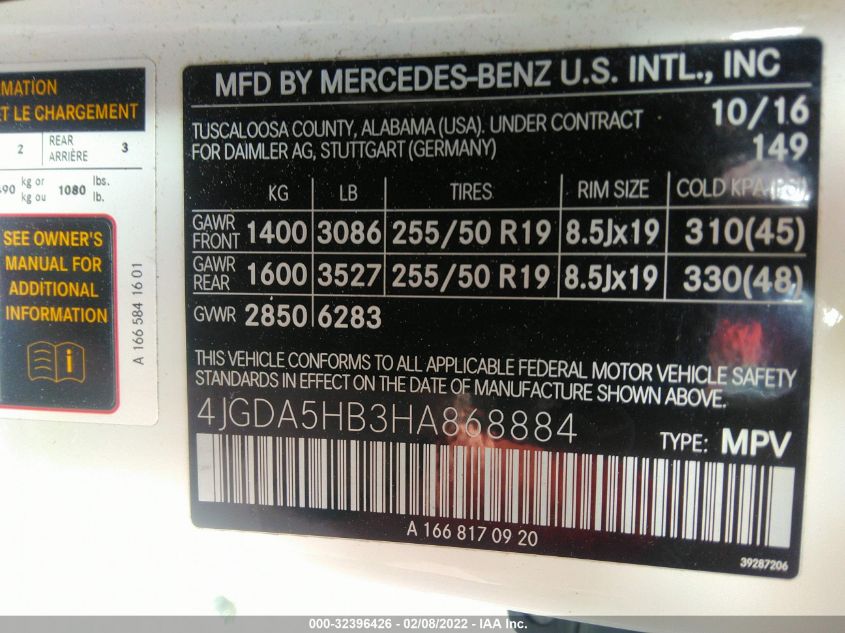 MATION
ET LE CHARGEMENT
2 REAR ARRIÈRE 3
kg or kg ou 1080 lbs. lb.
SEE OWNER'S
MANUAL FOR
ADDITIONAL
INFORMATION
A 166 584 16 01
MFD BY MERCEDES-BENZ U.S. INTL., INC
TUSCALOOSA COUNTY, ALABAMA (USA). UNDER CONTRACT 10/16
FOR DAIMLER AG, STUTTGART (GERMANY) 149
KG LB TIRES RIM SIZE COLD KPA(PSI)
GAWR FRONT 1400 3086 255/50 R19 8.5Jx19 310(45)
GAWR REAR 1600 3527 255/50 R19 8.5Jx19 330(48)
GVWR 2850 6283
THIS VEHICLE CONFORMS TO ALL APPLICABLE FEDERAL MOTOR VEHICLE SAFETY
STANDARDS IN EFFECT ON THE DATE OF MANUFACTURE SHOWN ABOVE.
4JGDA5HB3HA868884 TYPE: MPV
A 166 817 09 20
39287206
000-32396426 - 02/08/2022 - IAA Inc.